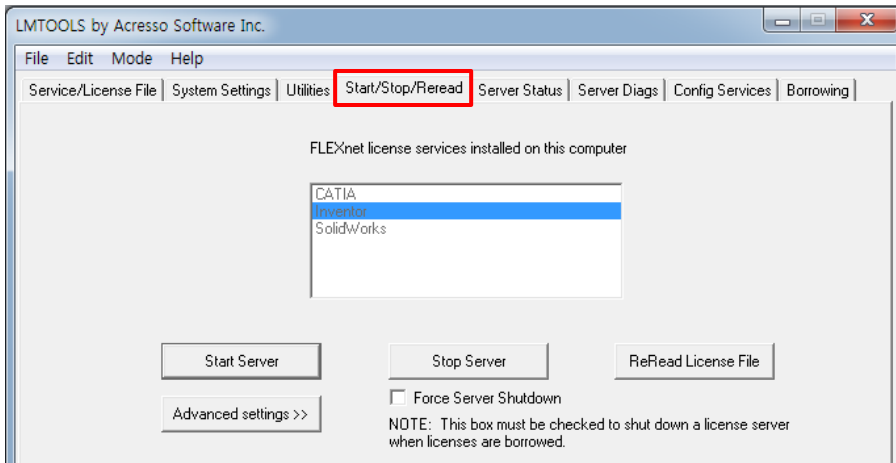 LMTOOLS by Acresso Software Inc.
File Edit Mode Help
Service/License File System Settings Utilities Start/Stop/Reread Server Status Server Diags Config Services Borrowing
FLEXnet license services installed on this computer
CATIA
Inventor
SolidWorks
Start Server Stop Server ReRead License File
Advanced settings >> Force Server Shutdown
NOTE: This box must be checked to shut down a license server
when licenses are borrowed.